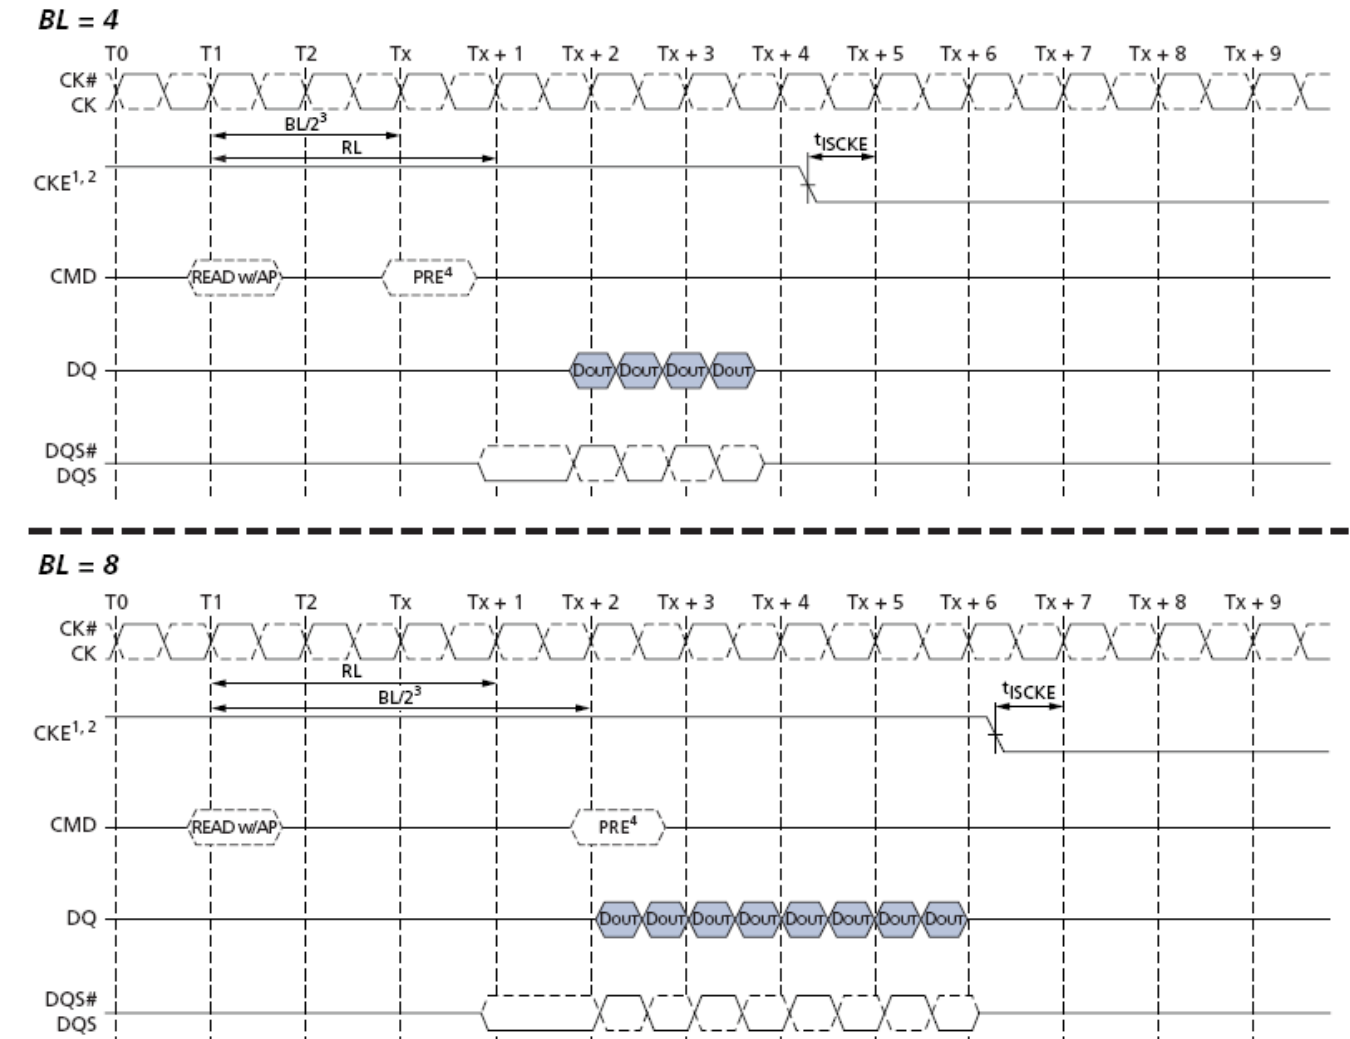 BL = 4
T0 T1 T2 Tx Tx + 1 Tx + 2 Tx + 3 Tx + 4 Tx + 5 Tx + 6 Tx + 7 Tx + 8 Tx + 9
CK#
CK
BL/2³
RL
tISCKE
CKE¹,²
CMD READ w/AP PRE⁴
DQ DOUT DOUT DOUT DOUT
DQS#
DQS
BL = 8
T0 T1 T2 Tx Tx + 1 Tx + 2 Tx + 3 Tx + 4 Tx + 5 Tx + 6 Tx + 7 Tx + 8 Tx + 9
CK#
CK
RL
BL/2³
tISCKE
CKE¹,²
CMD READ w/AP PRE⁴
DQ DOUT DOUT DOUT DOUT DOUT DOUT DOUT DOUT
DQS#
DQS